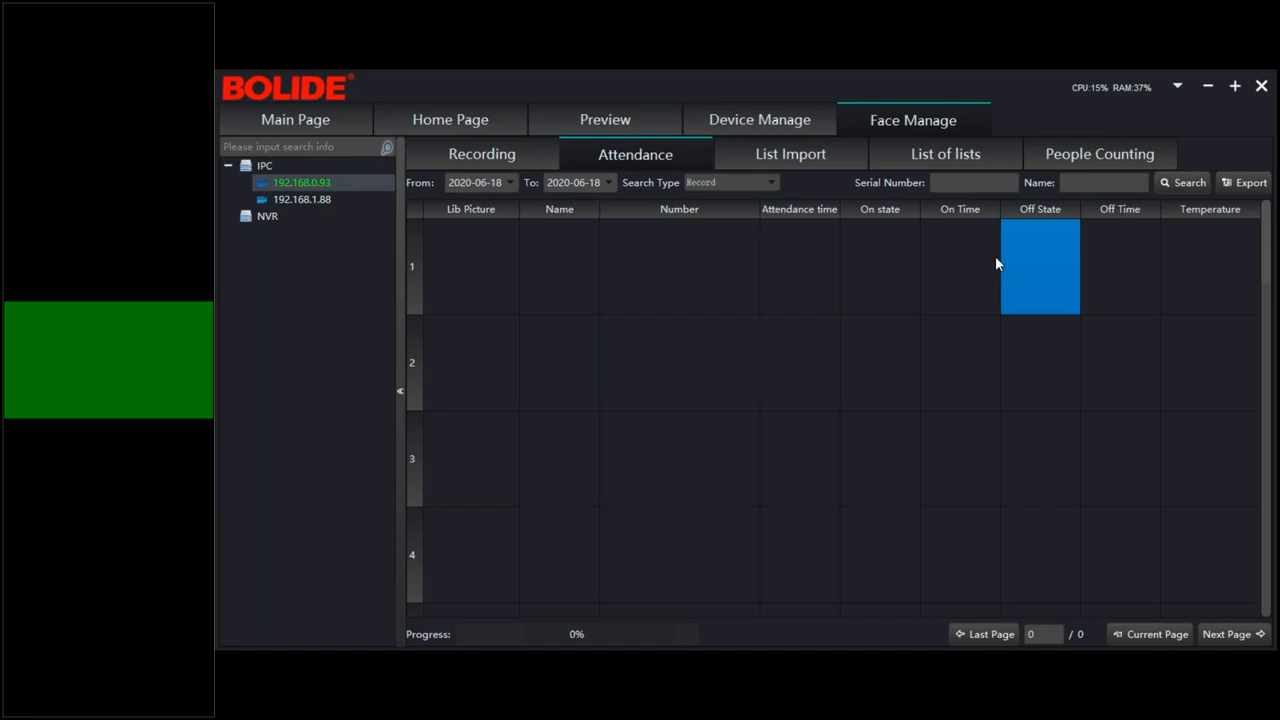 BOLIDE®
CPU:15% RAM:37%
Main Page Home Page Preview Device Manage Face Manage
Please input search info
IPC
192.168.0.93
192.168.1.88
NVR
Recording Attendance List Import List of lists People Counting
From: 2020-06-18 To: 2020-06-18 Search Type Record Serial Number: Name: Search Export
Lib Picture Name Number Attendance time On state On Time Off State Off Time Temperature
1
2
3
4
Progress: 0% Last Page 0 / 0 Current Page Next Page